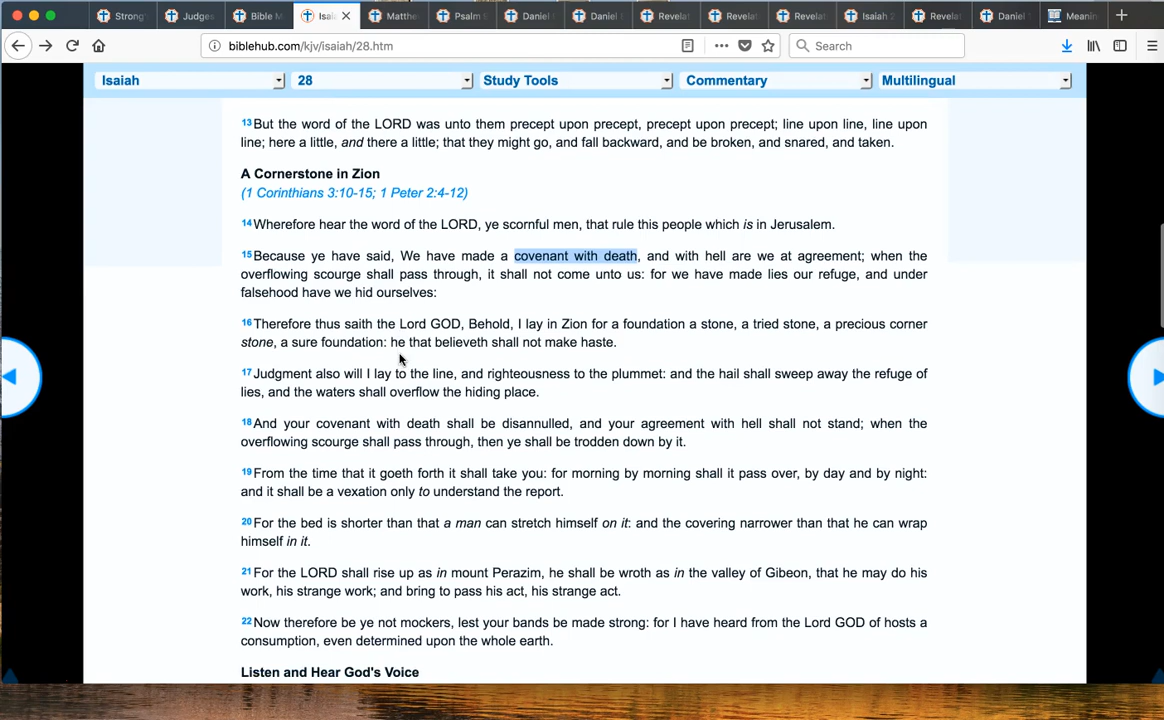 Strong
Judges
Bible M
Isai
Matthe
Psalm
Daniel
Daniel
Revelat
Revelat
Revelat
Isaiah
Revelat
Daniel
Meanin
biblehub.com/kjv/isaiah/28.htm
Search
Isaiah 28 Study Tools Commentary Multilingual
13But the word of the LORD was unto them precept upon precept, precept upon precept; line upon line, line upon
line; here a little, and there a little; that they might go, and fall backward, and be broken, and snared, and taken.
A Cornerstone in Zion
(1 Corinthians 3:10-15; 1 Peter 2:4-12)
14Wherefore hear the word of the LORD, ye scornful men, that rule this people which is in Jerusalem.
15Because ye have said, We have made a covenant with death, and with hell are we at agreement; when the
overflowing scourge shall pass through, it shall not come unto us: for we have made lies our refuge, and under
falsehood have we hid ourselves:
16Therefore thus saith the Lord GOD, Behold, I lay in Zion for a foundation a stone, a tried stone, a precious corner
stone, a sure foundation: he that believeth shall not make haste.
17Judgment also will I lay to the line, and righteousness to the plummet: and the hail shall sweep away the refuge of
lies, and the waters shall overflow the hiding place.
18And your covenant with death shall be disannulled, and your agreement with hell shall not stand; when the
overflowing scourge shall pass through, then ye shall be trodden down by it.
19From the time that it goeth forth it shall take you: for morning by morning shall it pass over, by day and by night:
and it shall be a vexation only to understand the report.
20For the bed is shorter than that a man can stretch himself on it: and the covering narrower than that he can wrap
himself in it.
21For the LORD shall rise up as in mount Perazim, he shall be wroth as in the valley of Gibeon, that he may do his
work, his strange work; and bring to pass his act, his strange act.
22Now therefore be ye not mockers, lest your bands be made strong: for I have heard from the Lord GOD of hosts a
consumption, even determined upon the whole earth.
Listen and Hear God's Voice